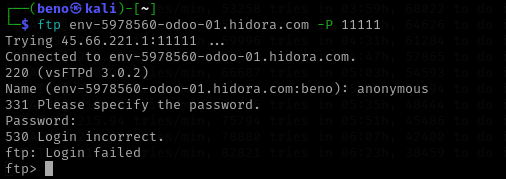 ┌──(beno㉿kali)-[~]
└─$ ftp env-5978560-odoo-01.hidora.com -P 11111
Trying 45.66.221.1:11111 ...
Connected to env-5978560-odoo-01.hidora.com.
220 (vsFTPd 3.0.2)
Name (env-5978560-odoo-01.hidora.com:beno): anonymous
331 Please specify the password.
Password:
530 Login incorrect.
ftp: Login failed
ftp>